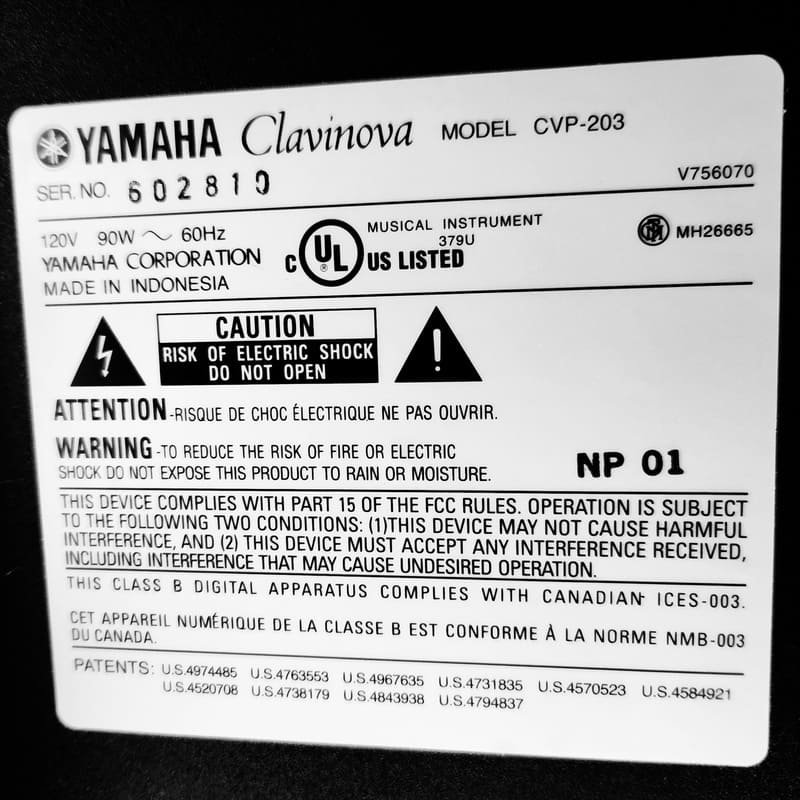 YAMAHA Clavinova MODEL CVP-203
SER. NO. 602810
V756070
120V 90W ~ 60Hz
YAMAHA CORPORATION
MADE IN INDONESIA
C UL ® US LISTED
MUSICAL INSTRUMENT
379U
MH26665
CAUTION
RISK OF ELECTRIC SHOCK
DO NOT OPEN
ATTENTION -RISQUE DE CHOC ÉLECTRIQUE NE PAS OUVRIR.
WARNING -TO REDUCE THE RISK OF FIRE OR ELECTRIC
SHOCK DO NOT EXPOSE THIS PRODUCT TO RAIN OR MOISTURE.
NP 01
THIS DEVICE COMPLIES WITH PART 15 OF THE FCC RULES. OPERATION IS SUBJECT
TO THE FOLLOWING TWO CONDITIONS: (1)THIS DEVICE MAY NOT CAUSE HARMFUL
INTERFERENCE, AND (2) THIS DEVICE MUST ACCEPT ANY INTERFERENCE RECEIVED,
INCLUDING INTERFERENCE THAT MAY CAUSE UNDESIRED OPERATION.
THIS CLASS B DIGITAL APPARATUS COMPLIES WITH CANADIAN ICES-003.
CET APPAREIL NUMÉRIQUE DE LA CLASSE B EST CONFORME À LA NORME NMB-003
DU CANADA.
PATENTS: U.S.4974485 U.S.4763553 U.S.4967635 U.S.4731835 U.S.4570523 U.S.4584921
U.S.4520708 U.S.4738179 U.S.4843938 U.S.4794837